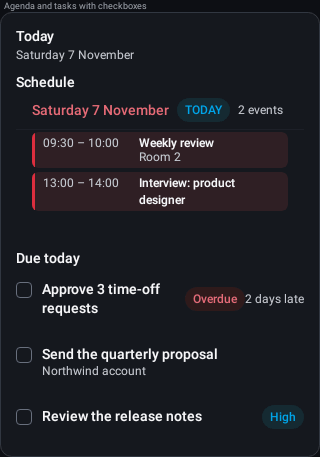 Agenda and tasks with checkboxes
Today
Saturday 7 November
Schedule
Saturday 7 November TODAY 2 events
09:30 – 10:00 Weekly review
Room 2
13:00 – 14:00 Interview: product
designer
Due today
Approve 3 time-off
requests
Overdue 2 days late
Send the quarterly proposal
Northwind account
Review the release notes High